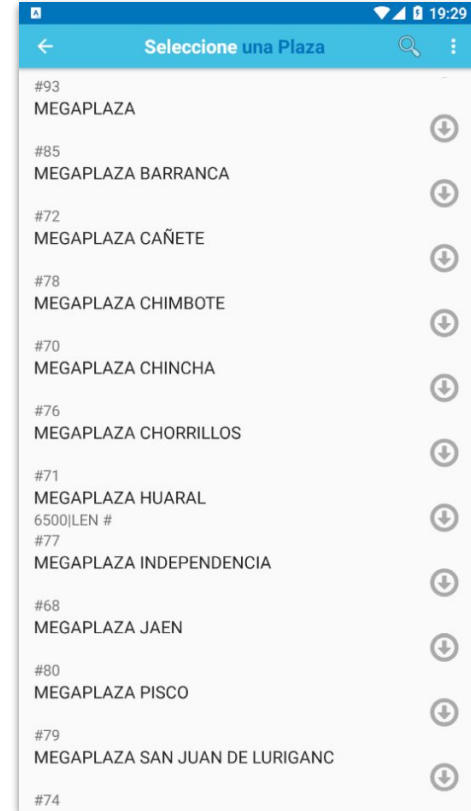 19:29
Seleccione una Plaza
#93
MEGAPLAZA
#85
MEGAPLAZA BARRANCA
#72
MEGAPLAZA CAÑETE
#78
MEGAPLAZA CHIMBOTE
#70
MEGAPLAZA CHINCHA
#76
MEGAPLAZA CHORRILLOS
#71
MEGAPLAZA HUARAL
6500|LEN #
#77
MEGAPLAZA INDEPENDENCIA
#68
MEGAPLAZA JAEN
#80
MEGAPLAZA PISCO
#79
MEGAPLAZA SAN JUAN DE LURIGANC
#74